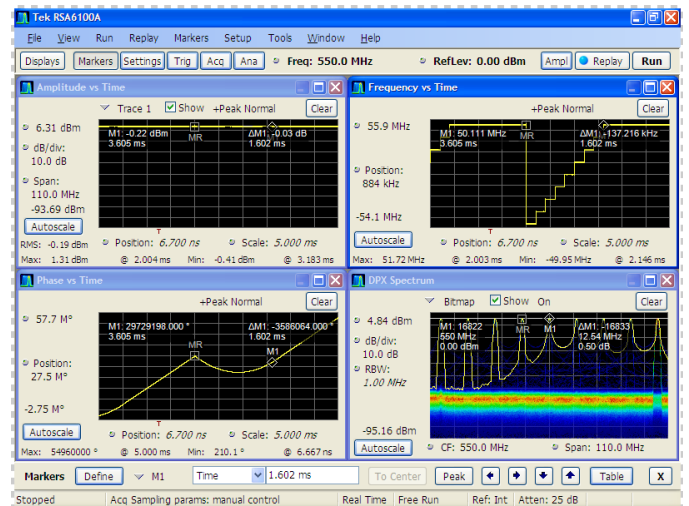 Tek RSA6100A
File View Run Replay Markers Setup Tools Window Help
Displays Markers Settings Trig Acq Ana Freq: 550.0 MHz RefLev: 0.00 dBm Ampl Replay Run
Amplitude vs Time
Trace 1 Show +Peak Normal Clear
6.31 dBm
M1: -0.22 dBm ΔM1: -0.03 dB
3.605 ms MR 1.602 ms
dB/div:
10.0 dB
Span:
110.0 MHz
-93.69 dBm
Autoscale
T
RMS: -0.19 dBm Position: 6.700 ns Scale: 5.000 ms
Max: 1.31 dBm @ 2.004 ms Min: -0.41 dBm @ 3.183 ms
Frequency vs Time
+Peak Normal Clear
55.9 MHz
M1: 50.111 MHz ΔM1: -137.216 kHz
3.605 ms MR 1.602 ms
Position:
884 kHz
-54.1 MHz
T
Autoscale Position: 6.700 ns Scale: 5.000 ms
Max: 51.72 MHz @ 2.003 ms Min: -49.95 MHz @ 2.146 ms
Phase vs Time
+Peak Normal Clear
57.7 M°
M1: 29729198.000 ° ΔM1: -3586064.000 °
3.605 ms 1.602 ms
MR M1
Position:
27.5 M°
-2.75 M°
T
Autoscale Position: 6.700 ns Scale: 5.000 ms
Max: 54960000 ° @ 5.000 ms Min: 210.1 ° @ 6.667 ns
DPX Spectrum
Bitmap Show On Clear
4.84 dBm
M1: 16822 MR M1 ΔM1: -16833
550 MHz 12.54 MHz
0.00 dBm 0.50 dB
dB/div:
10.0 dB
RBW:
1.00 MHz
-95.16 dBm
Autoscale CF: 550.0 MHz Span: 110.0 MHz
Markers Define M1 Time 1.602 ms To Center Peak Table X
Stopped Acq Sampling params: manual control Real Time Free Run Ref: Int Atten: 25 dB